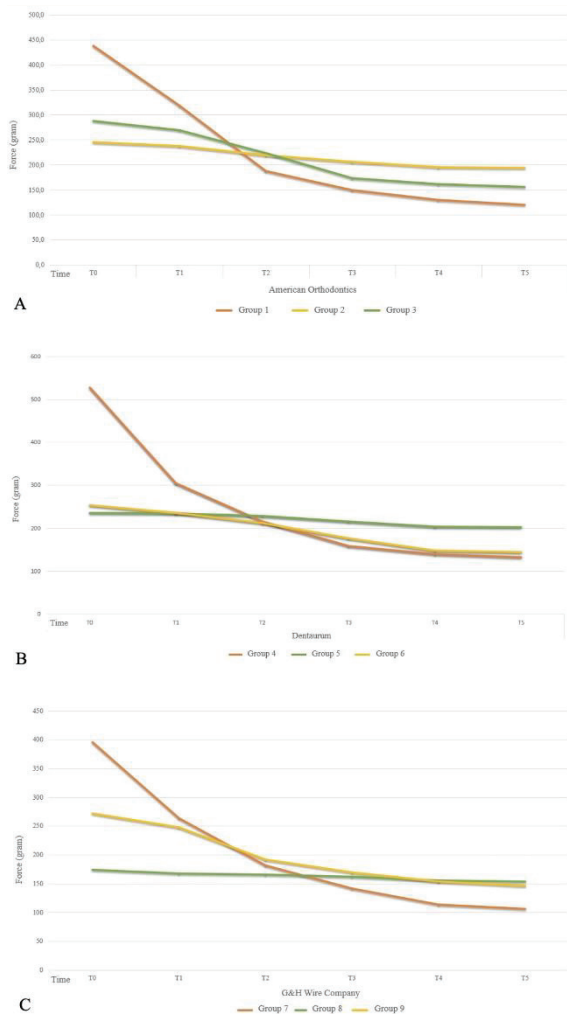 500,0
450,0
400,0
350,0
300,0
250,0
200,0
150,0
100,0
50,0
0,0
Force (gram)
Time T0 T1 T2 T3 T4 T5
American Orthodontics
A
Group 1 Group 2 Group 3
600
500
400
300
200
100
0
Force (gram)
Time T0 T1 T2 T3 T4 T5
Dentaurum
B
Group 4 Group 5 Group 6
450
400
350
300
250
200
150
100
50
0
Force (gram)
Time T0 T1 T2 T3 T4 T5
G&H Wire Company
C
Group 7 Group 8 Group 9